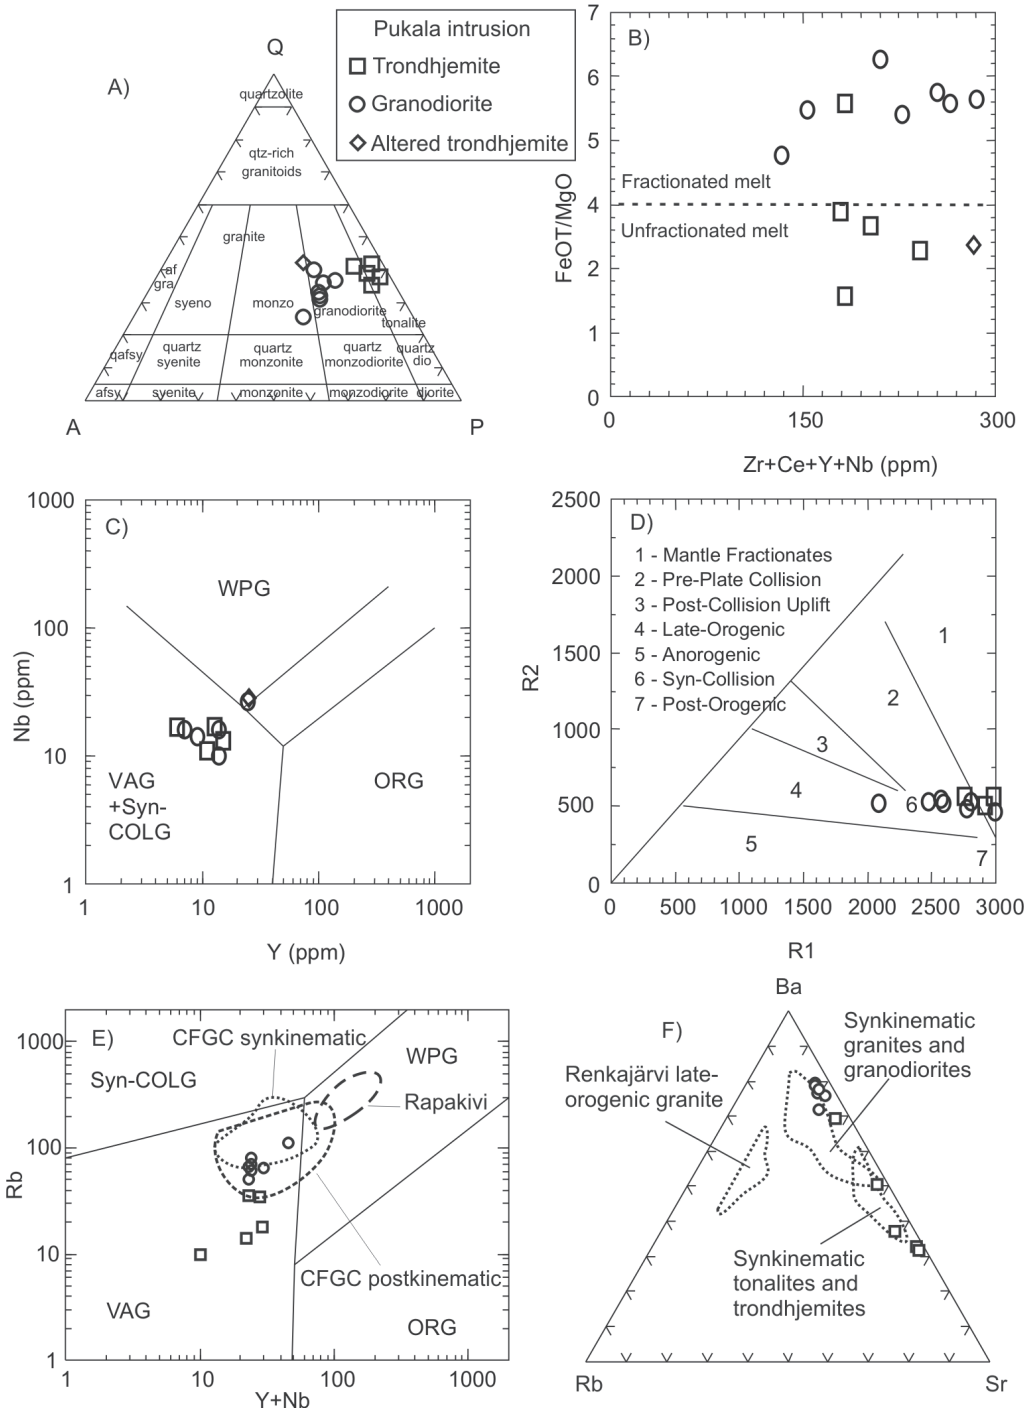 Pukala intrusion
Trondhjemite
Granodiorite
Altered trondhjemite
A)
Q
quartzolite
qtz-rich
granitoids
granite
af
gra
syeno
monzo
granodiorite
tonalite
qafsy
quartz
syenite
quartz
monzonite
quartz
monzodiorite
quartz
dio
afsy
syenite
monzonite
monzodiorite
diorite
A
P
B)
7
6
5
4
2
1
0
FeOT/MgO
Fractionated melt
Unfractionated melt
0
150
300
Zr+Ce+Y+Nb (ppm)
C)
1000
100
10
1
Nb (ppm)
WPG
VAG
+Syn-
COLG
ORG
1
10
100
1000
Y (ppm)
D)
2500
2000
1500
1000
500
0
R2
1 - Mantle Fractionates
2 - Pre-Plate Collision
3 - Post-Collision Uplift
4 - Late-Orogenic
5 - Anorogenic
6 - Syn-Collision
7 - Post-Orogenic
1
2
3
4
5
6
7
0
500
1000
1500
2000
2500
3000
R1
E)
1000
100
10
1
Rb
CFGC synkinematic
Syn-COLG
WPG
Rapakivi
CFGC postkinematic
VAG
ORG
1
10
100
1000
Y+Nb
F)
Ba
Synkinematic
granites and
granodiorites
Renkajärvi late-
orogenic granite
Synkinematic
tonalites and
trondhjemites
Rb
Sr